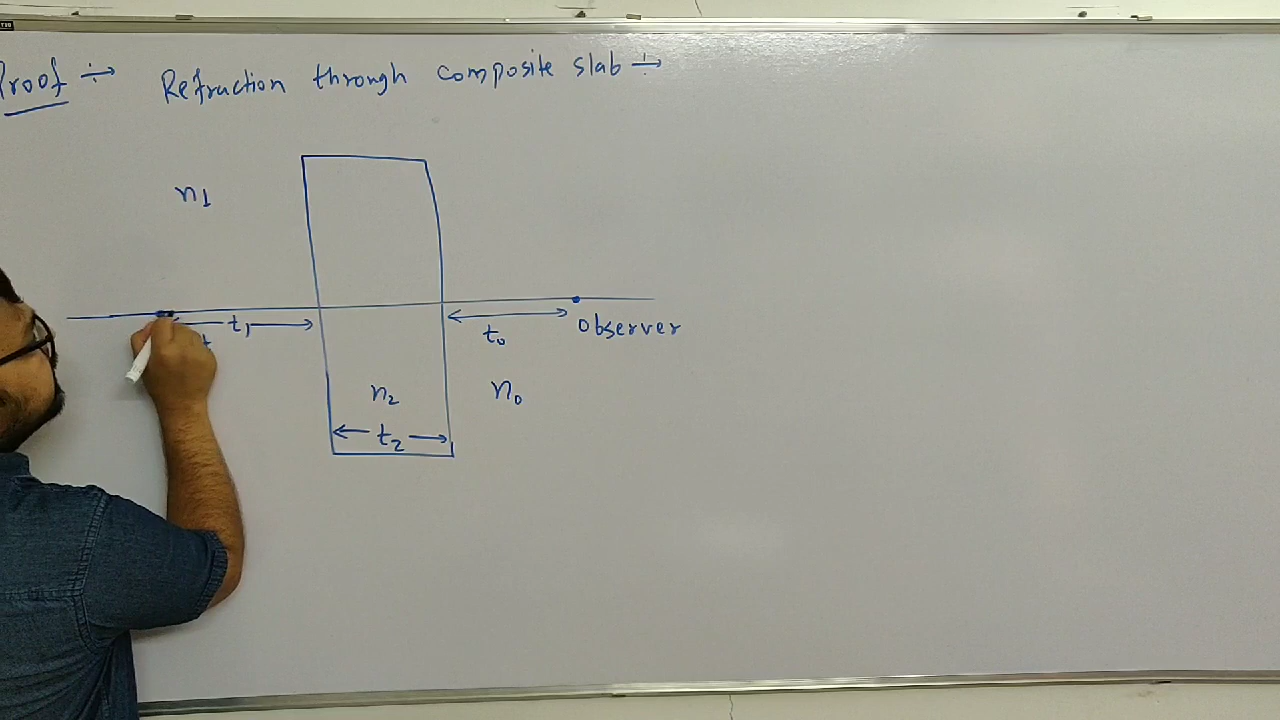 Proof ÷→ Refraction through composite slab ÷→
n₁
t₁
t₀
Observer
n₂
n₀
t₂